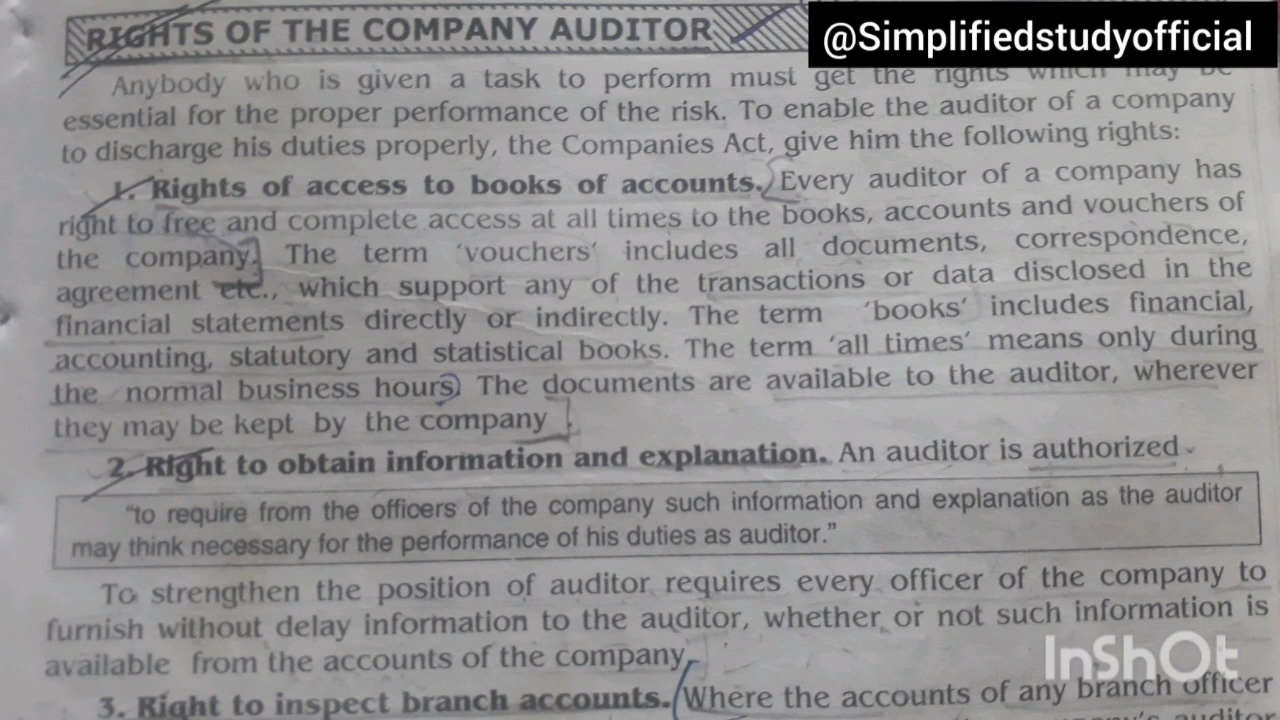 RIGHTS OF THE COMPANY AUDITOR
@Simplifiedstudyofficial
Anybody who is given a task to perform must get the rights which may be
essential for the proper performance of the risk. To enable the auditor of a company
to discharge his duties properly, the Companies Act, give him the following rights:
1. Rights of access to books of accounts. Every auditor of a company has
right to free and complete access at all times to the books, accounts and vouchers of
the company. The term 'vouchers' includes all documents, correspondence,
agreement etc., which support any of the transactions or data disclosed in the
financial statements directly or indirectly. The term 'books' includes financial,
accounting, statutory and statistical books. The term 'all times' means only during
the normal business hours. The documents are available to the auditor, wherever
they may be kept by the company.
2. Right to obtain information and explanation. An auditor is authorized
"to require from the officers of the company such information and explanation as the auditor
may think necessary for the performance of his duties as auditor."
To strengthen the position of auditor requires every officer of the company to
furnish without delay information to the auditor, whether or not such information is
available from the accounts of the company.
InShOt
3. Right to inspect branch accounts. Where the accounts of any branch officer